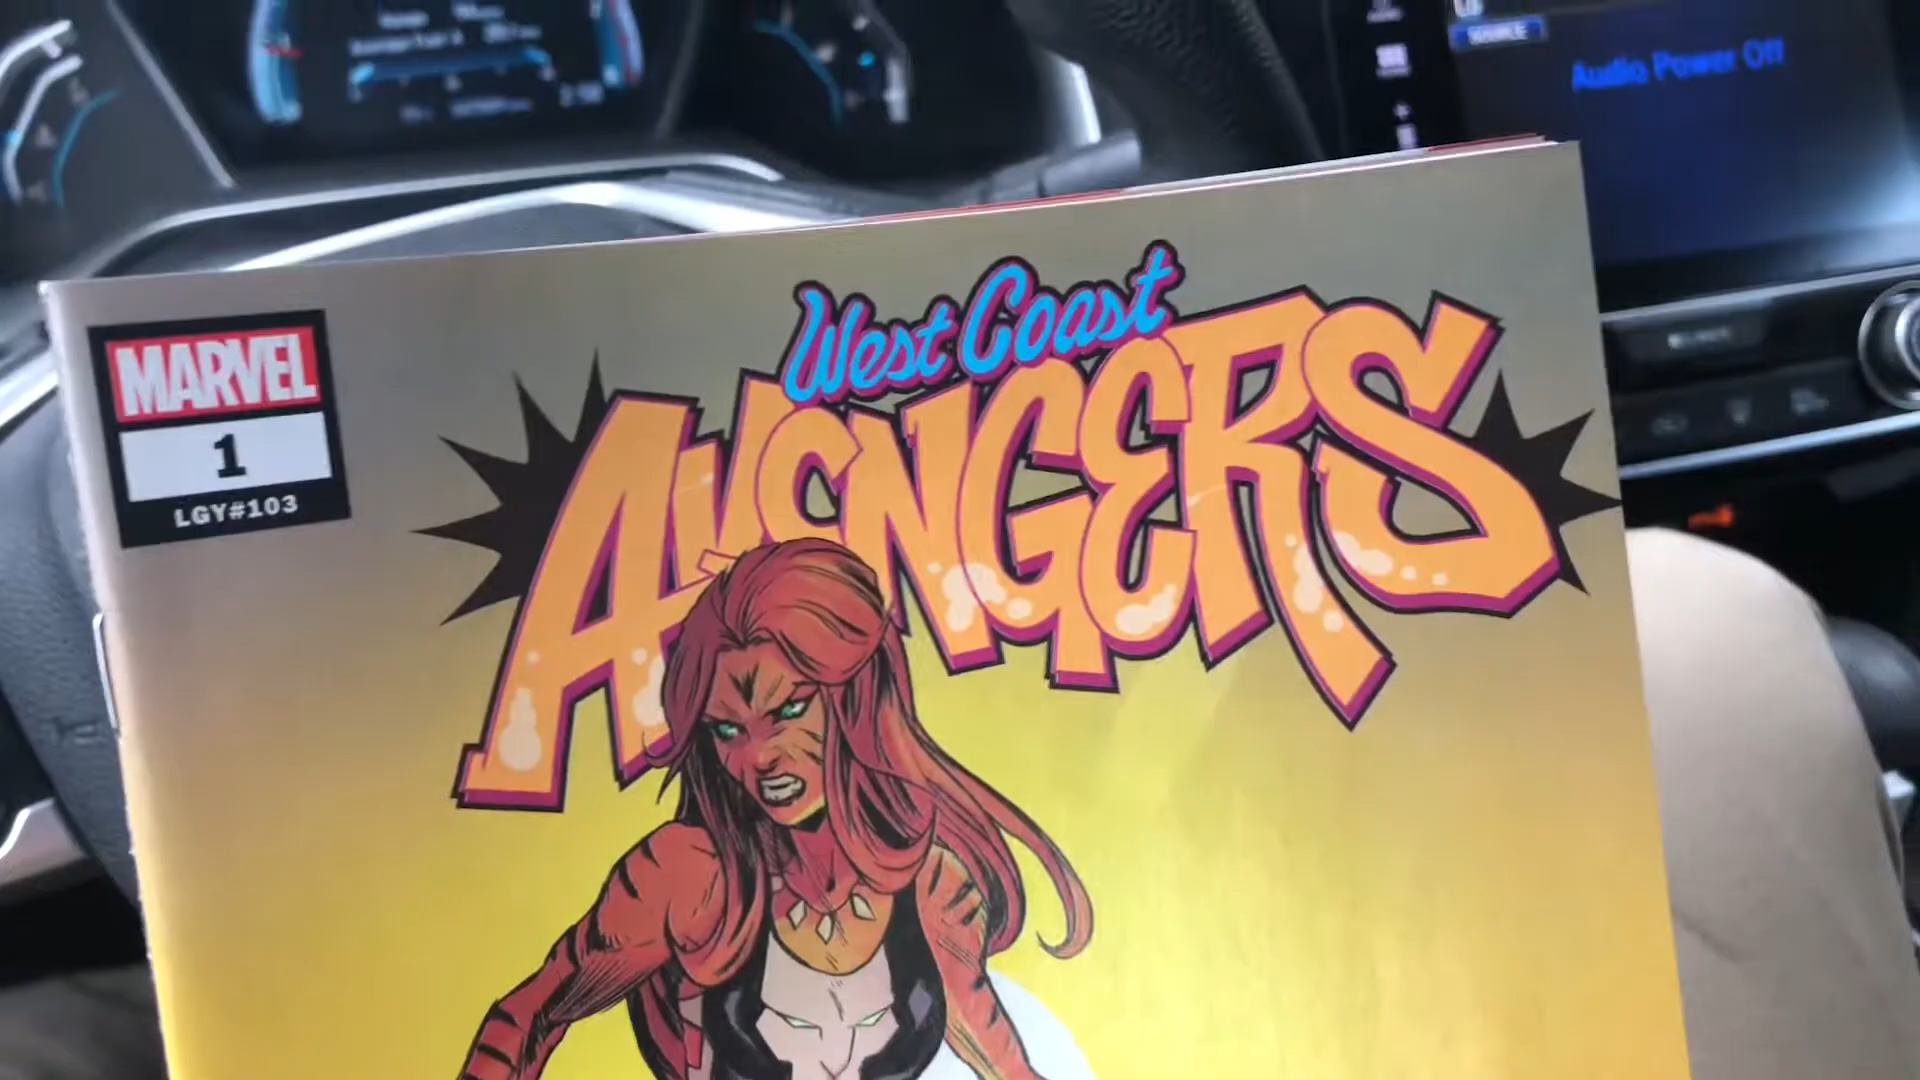 SOURCE
Audio Power Off
West Coast
AVENGERS
MARVEL
1
LGY#103